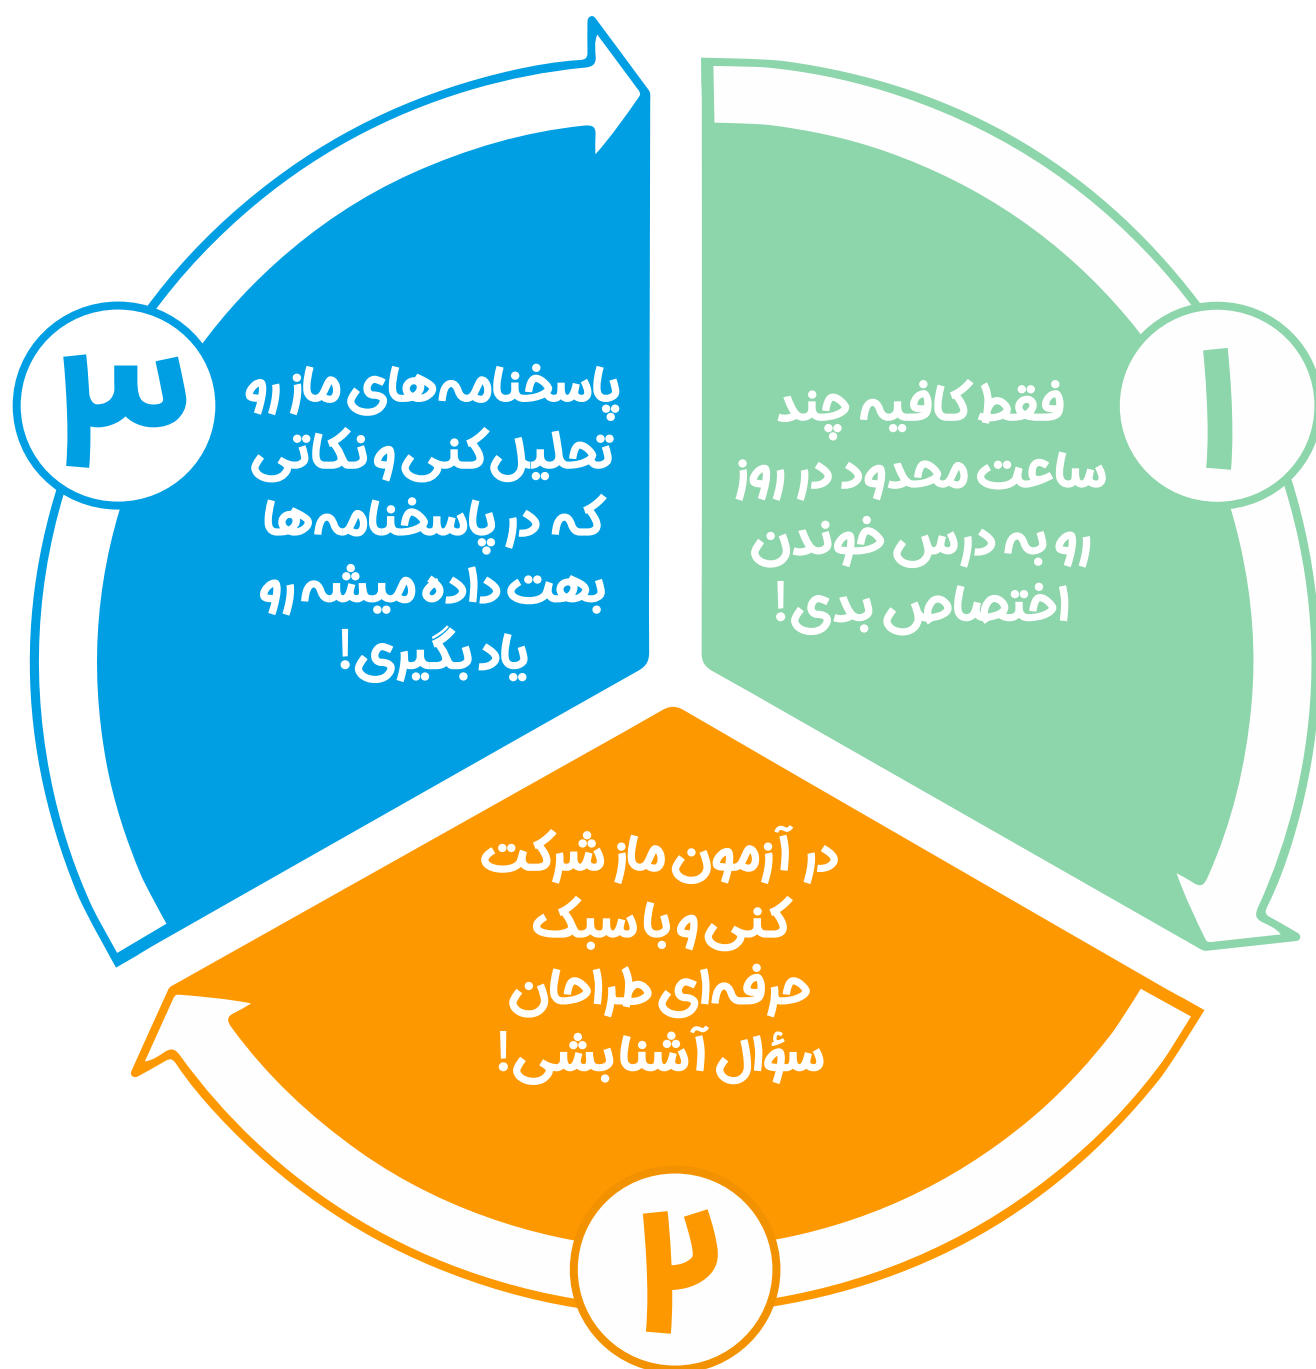 ۱
فقط کافیه چند
ساعت محدود در روز
رو به درس خوندن
اختصاص بدی!
۲
در آزمون ماز شرکت
کنی و با سبک
حرفه‌ای طراحان
سؤال آشنا بشی!
۳
پاسخنامه‌های ماز رو
تحلیل کنی و نکاتی
که در پاسخنامه‌ها
بهت داده میشه رو
یاد بگیری!